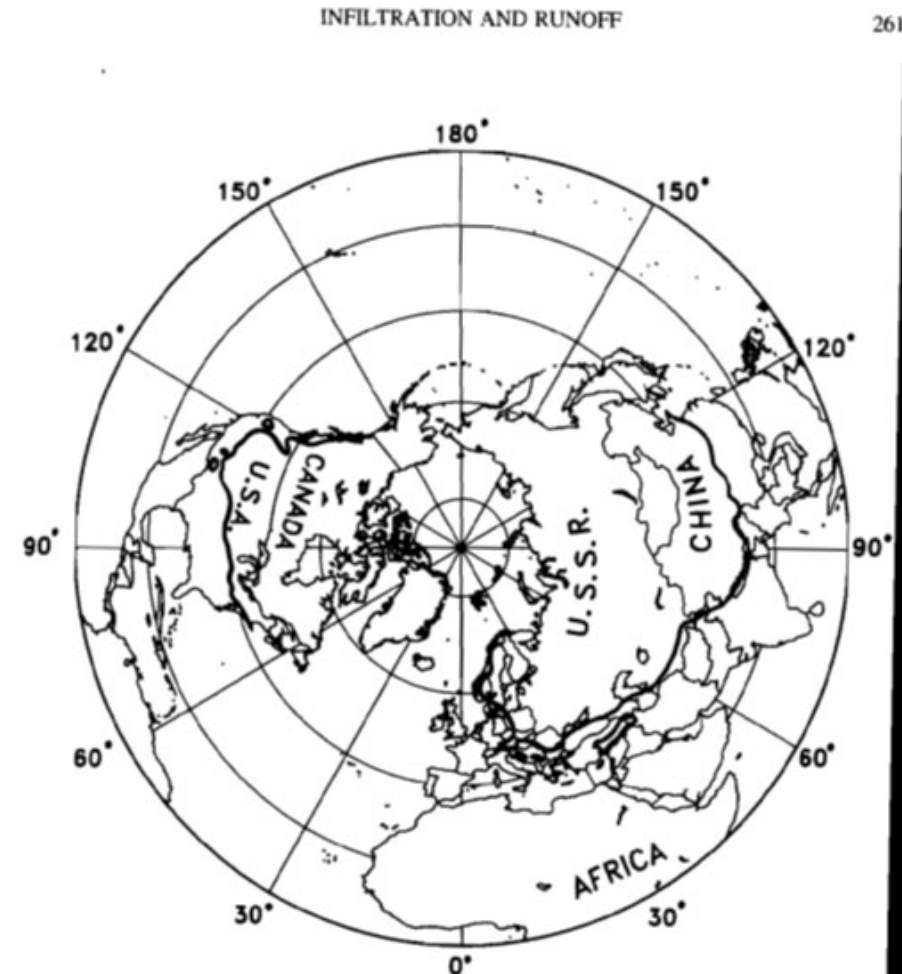 INFILTRATION AND RUNOFF 261
180°
150° 150°
120° 120°
U.S.A.
CANADA
CHINA
90° 90°
U.S.S.R.
60° 60°
AFRICA
30° 30°
0°